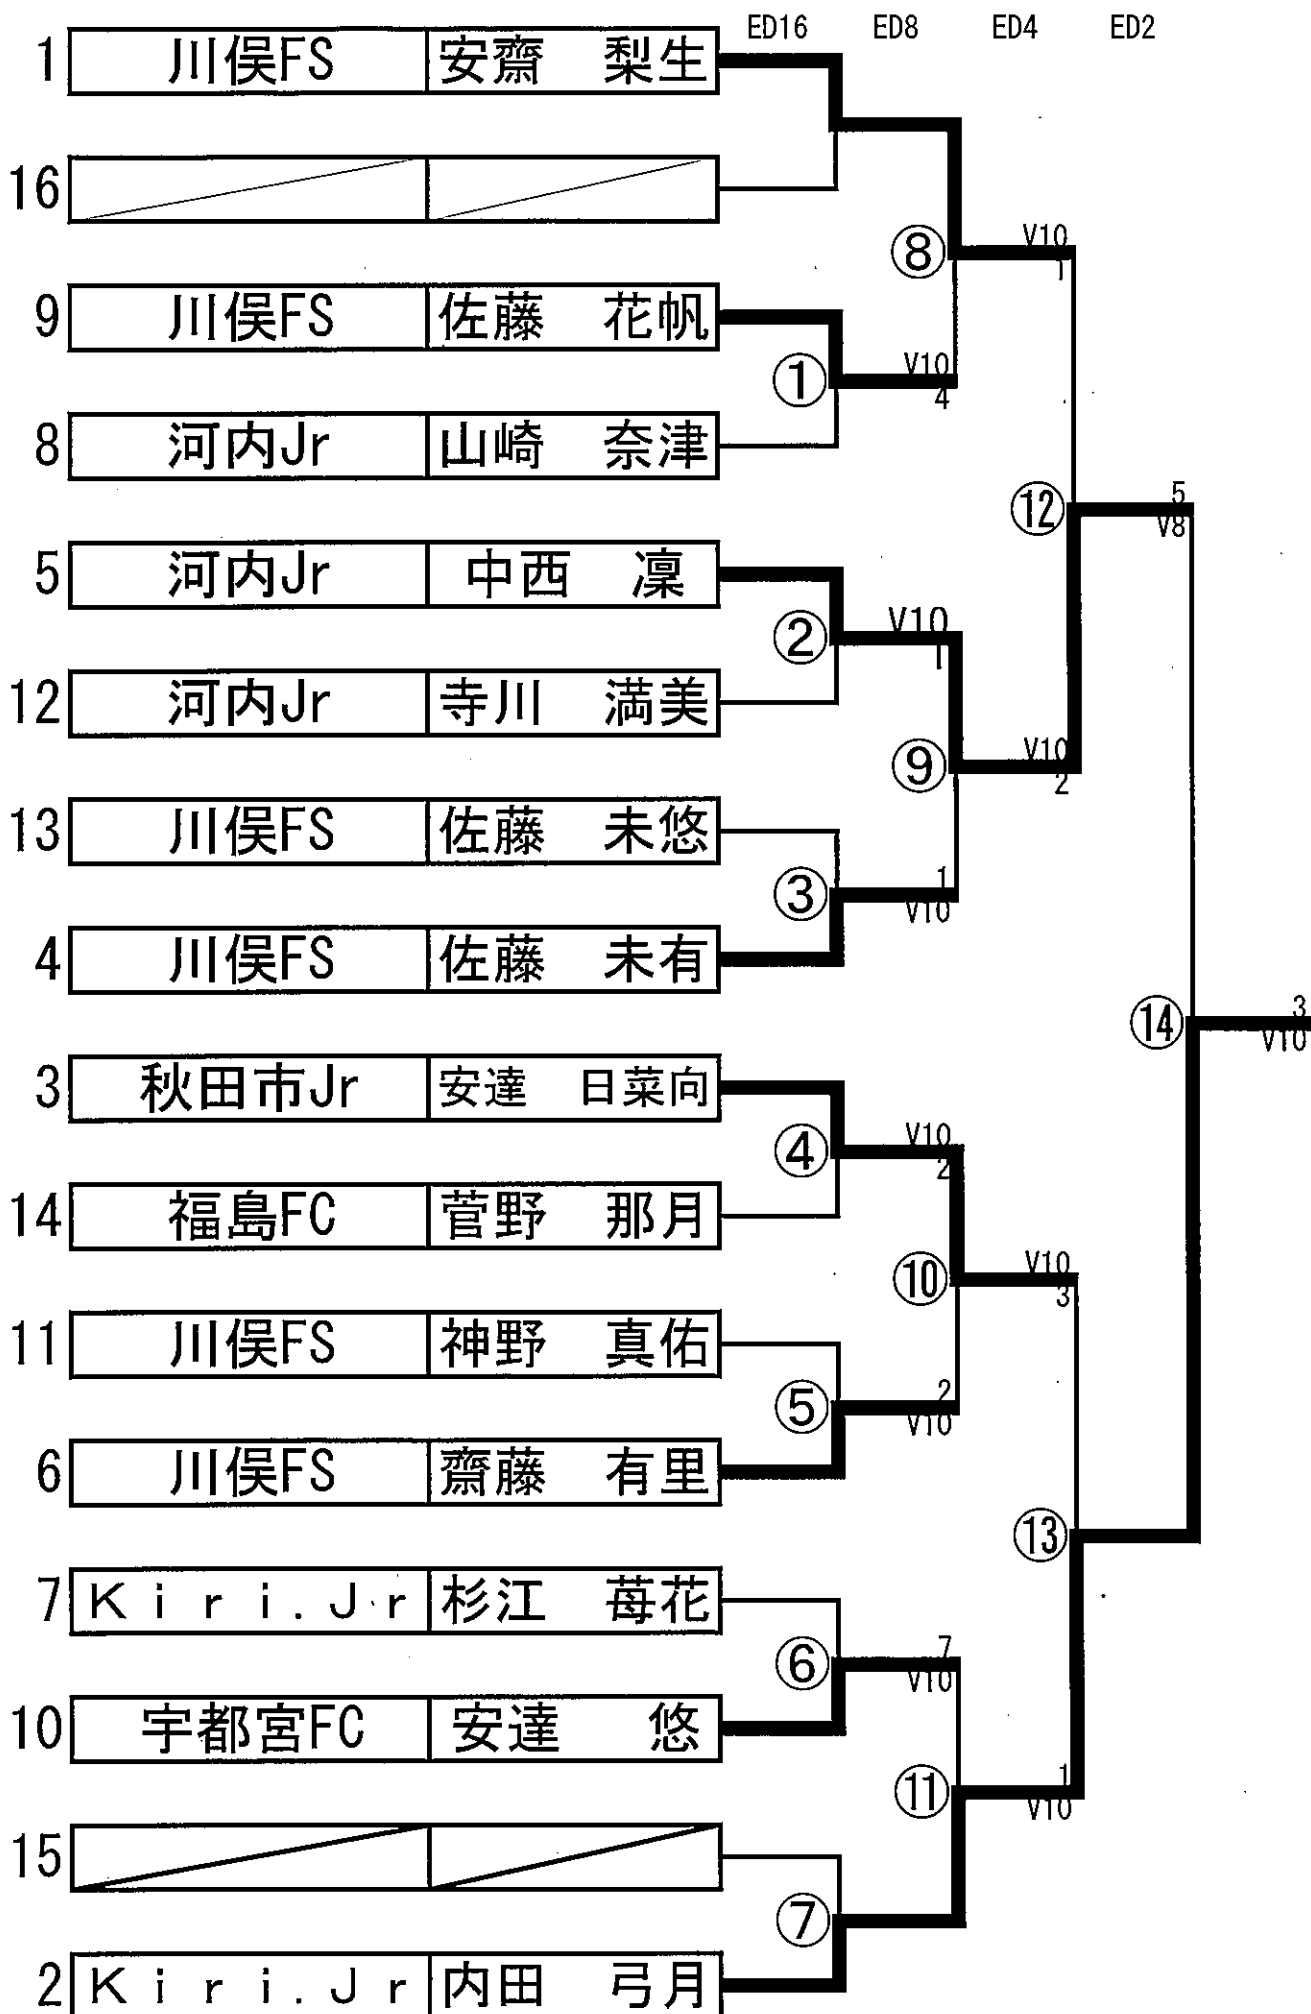 ED16 ED8 ED4 ED2
1 川俣FS 安齋 梨生
16
⑧ V10
1
9 川俣FS 佐藤 花帆
① V10
4
8 河内Jr 山崎 奈津
⑫ 5
V8
5 河内Jr 中西 凜
② V10
1
12 河内Jr 寺川 満美
⑨ V10
2
13 川俣FS 佐藤 未悠
③ 1
V10
4 川俣FS 佐藤 未有
⑭ 3
V10
3 秋田市Jr 安達 日菜向
④ V10
2
14 福島FC 菅野 那月
⑩ V10
3
11 川俣FS 神野 真佑
⑤ 2
V10
6 川俣FS 齋藤 有里
⑬
7 Kiri.Jr 杉江 苺花
⑥ 7
V10
10 宇都宮FC 安達 悠
⑪ 1
V10
15
⑦
2 Kiri.Jr 内田 弓月